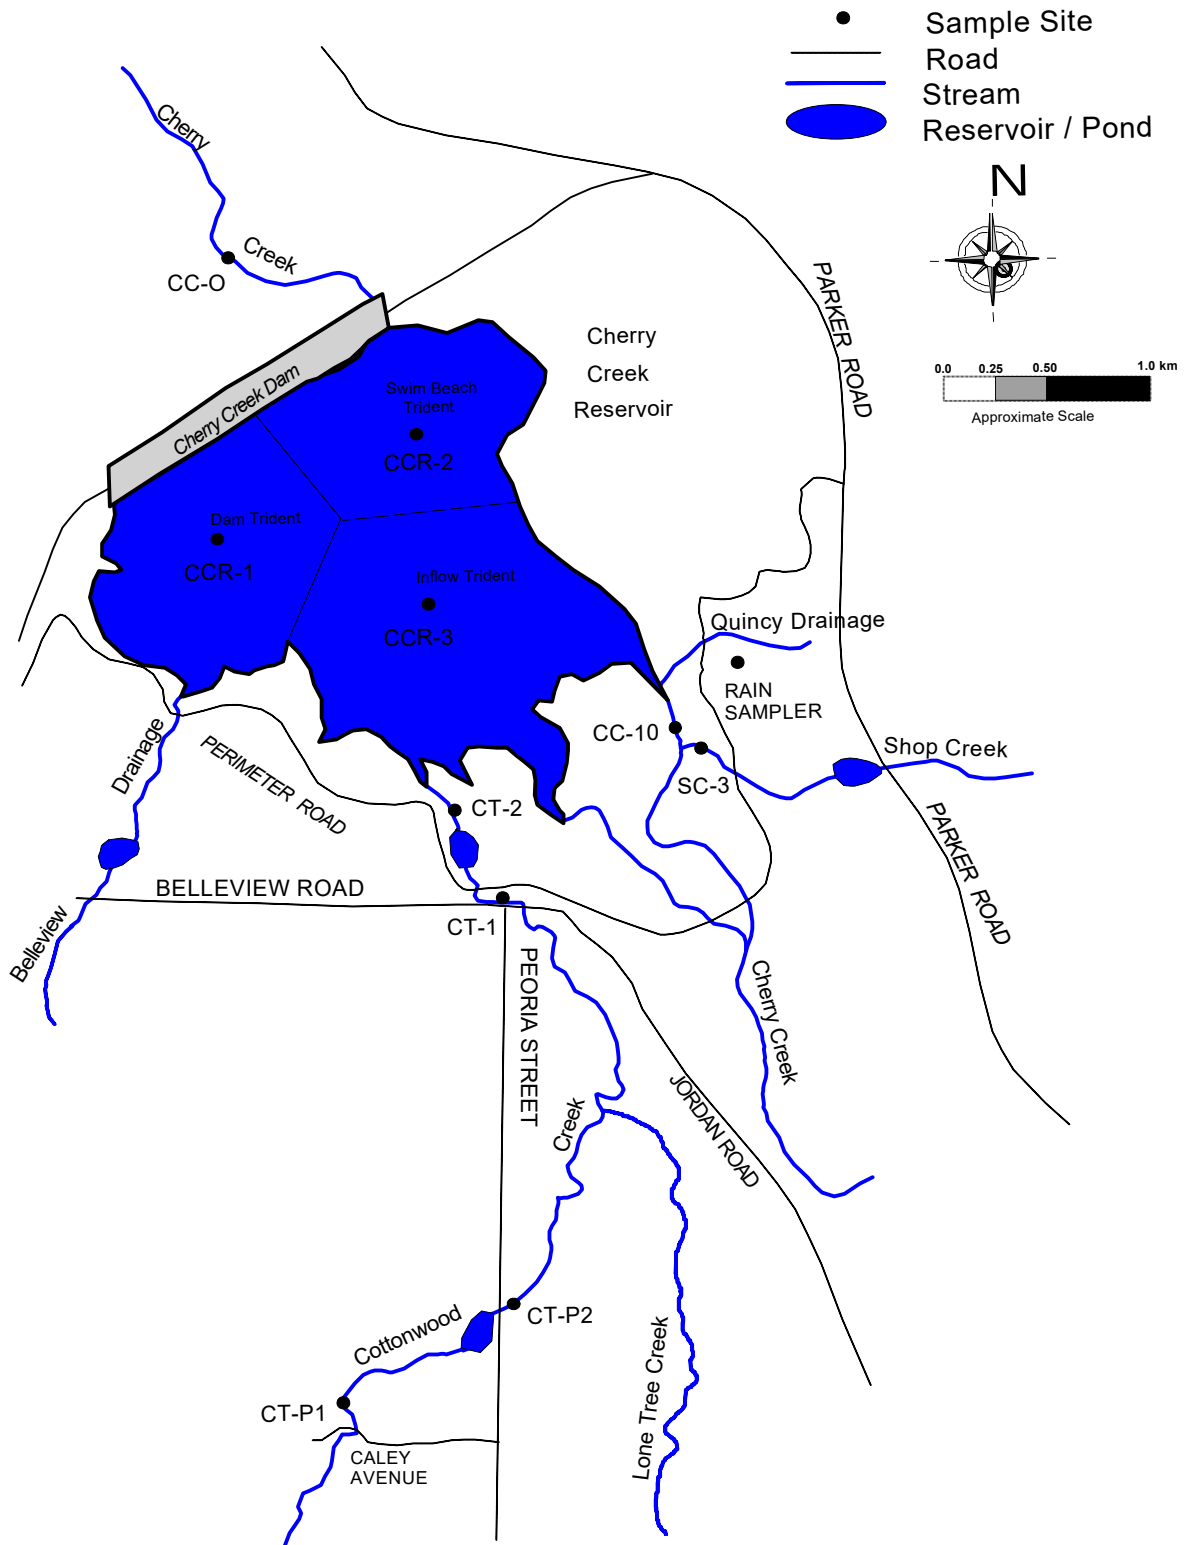 Sample Site
Road
Stream
Reservoir / Pond
N
0.0 0.25 0.50 1.0 km
Approximate Scale
Cherry
Creek
CC-O
PARKER ROAD
Cherry
Creek
Reservoir
Cherry Creek Dam
Swim Beach
Trident
CCR-2
Dam Trident
CCR-1
Inflow Trident
CCR-3
Quincy Drainage
RAIN
SAMPLER
CC-10
Shop Creek
SC-3
Drainage
PERIMETER ROAD
CT-2
PARKER ROAD
BELLEVIEW ROAD
CT-1
Belleview
PEORIA STREET
Cherry Creek
JORDAN ROAD
Creek
CT-P2
Cottonwood
Lone Tree Creek
CT-P1
CALEY
AVENUE